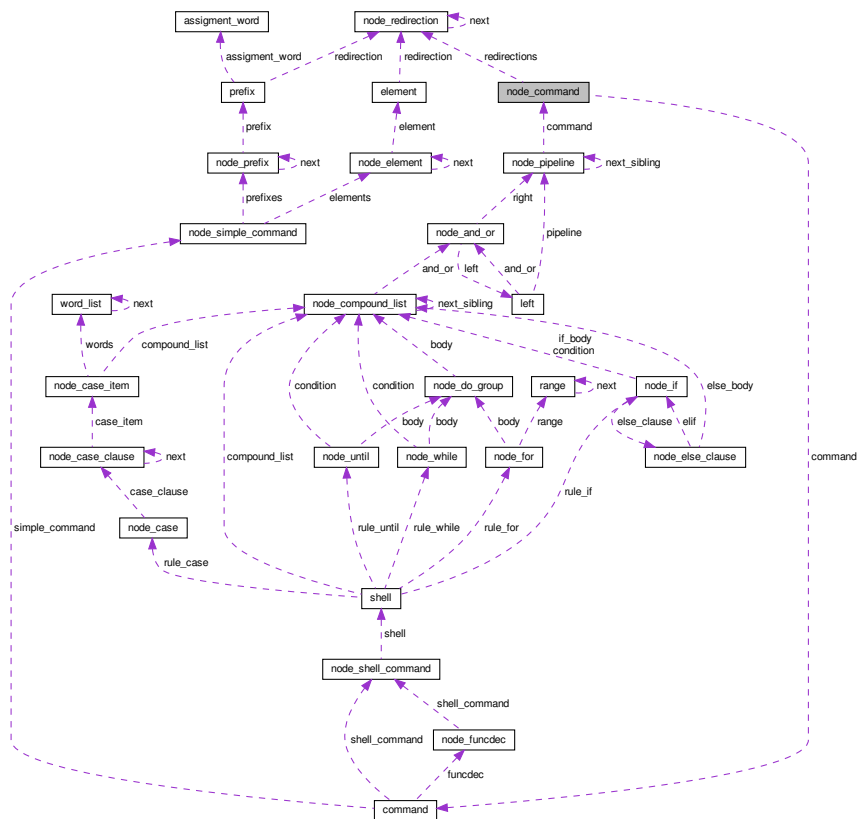 assigment_word
node_redirection
next
assigment_word
redirection
redirection
redirections
prefix
element
node_command
prefix
element
command
node_prefix
next
node_element
next
node_pipeline
next_sibling
prefixes
elements
right
node_simple_command
node_and_or
pipeline
and_or
left
and_or
word_list
next
node_compound_list
next_sibling
left
words
compound_list
body
if_body
condition
node_case_item
condition
condition
node_do_group
range
next
node_if
else_body
case_item
body
body
body
range
else_clause
elif
node_case_clause
next
compound_list
node_until
node_while
node_for
node_else_clause
command
case_clause
rule_if
simple_command
node_case
rule_until
rule_while
rule_for
rule_case
shell
shell
node_shell_command
shell_command
shell_command
node_funcdec
funcdec
command